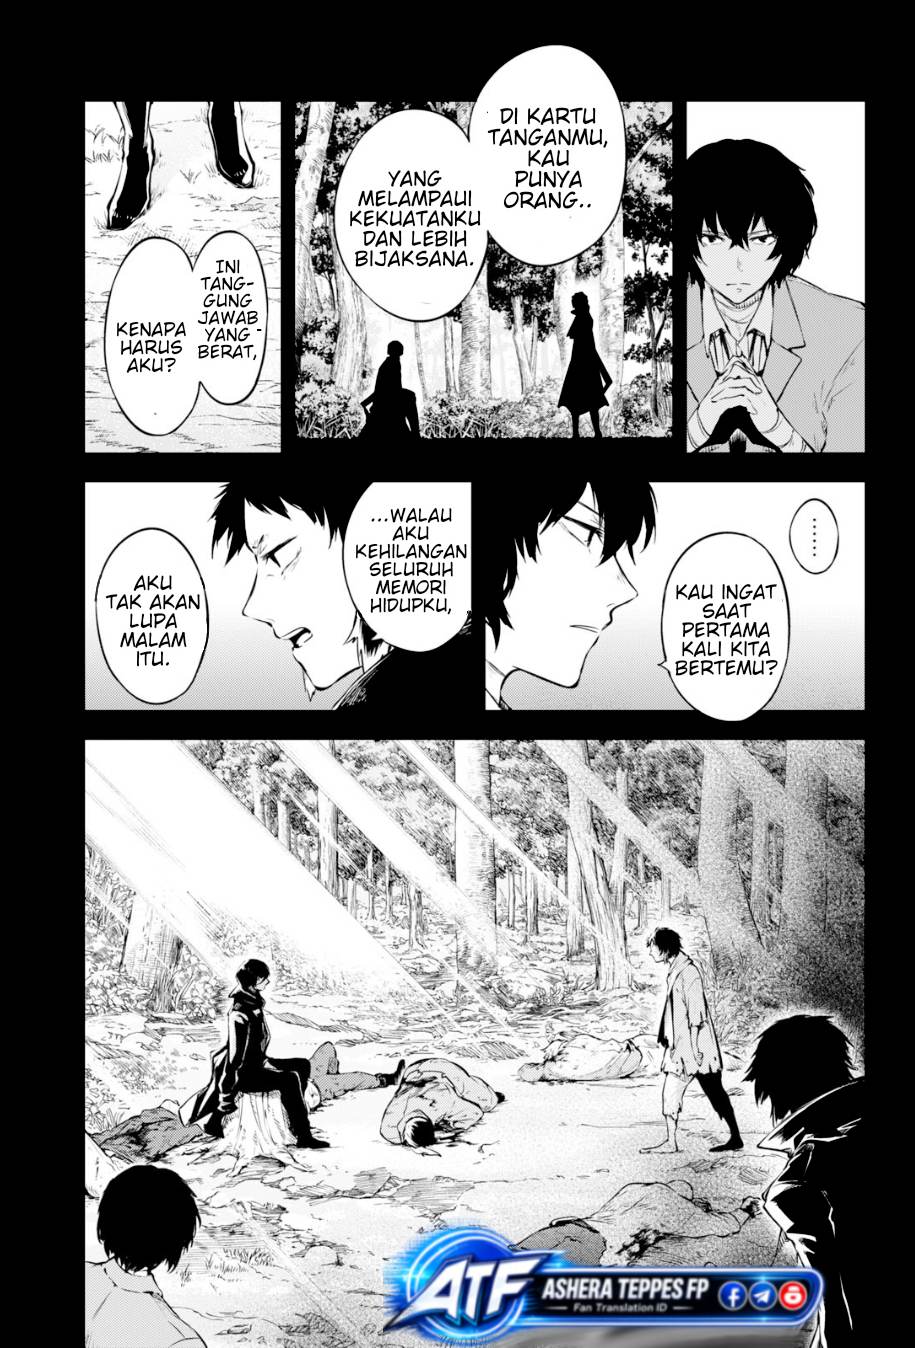 DI KARTU
TANGANMU,
KAU
PUNYA
ORANG..
YANG
MELAMPAUI
KEKUATANKU
DAN LEBIH
BIJAKSANA.
INI
TANG-
GUNG
JAWAB
YANG
BERAT,
KENAPA
HARUS
AKU?
......
KAU INGAT
SAAT
PERTAMA
KALI KITA
BERTEMU?
...WALAU
AKU
KEHILANGAN
SELURUH
MEMORI
HIDUPKU,
AKU
TAK AKAN
LUPA
MALAM
ITU.
ATF
ASHERA TEPPES FP
Fan Translation ID